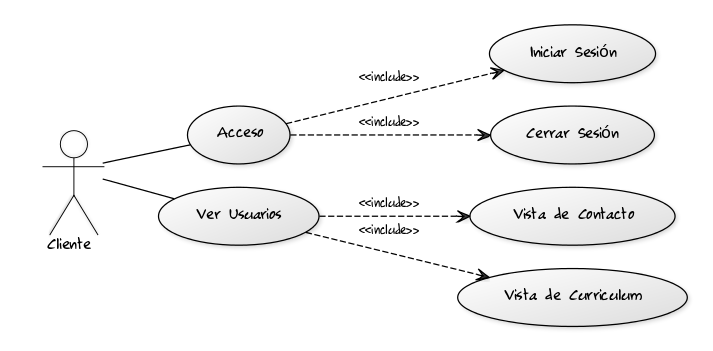 Iniciar Sesión
<<include>>
Acceso
<<include>>
Cerrar Sesión
Ver Usuarios
<<include>>
Vista de Contacto
<<include>>
Cliente
Vista de Curriculum